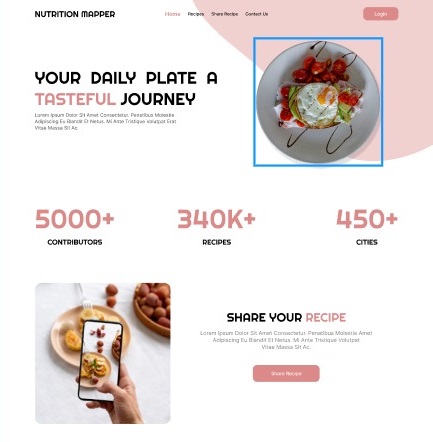 NUTRITION MAPPER
Home Recipes Share Recipe Contact Us
Login
YOUR DAILY PLATE A
TASTEFUL JOURNEY
Lorem Ipsum Dolor Sit Amet Consectetur. Penatibus Molestie
Adipiscing Eu Blandit Et Netus. Mi Ante Tristique Volutpat Erat
Vitae Massa Sit Ac.
5000+ 340K+ 450+
CONTRIBUTORS RECIPES CITIES
SHARE YOUR RECIPE
Lorem Ipsum Dolor Sit Amet Consectetur. Penatibus Molestie Amet
Adipiscing Eu Blandit Et Netus. Mi Ante Tristique Volutpat
Vitae Massa Sit Ac.
Share Recipe